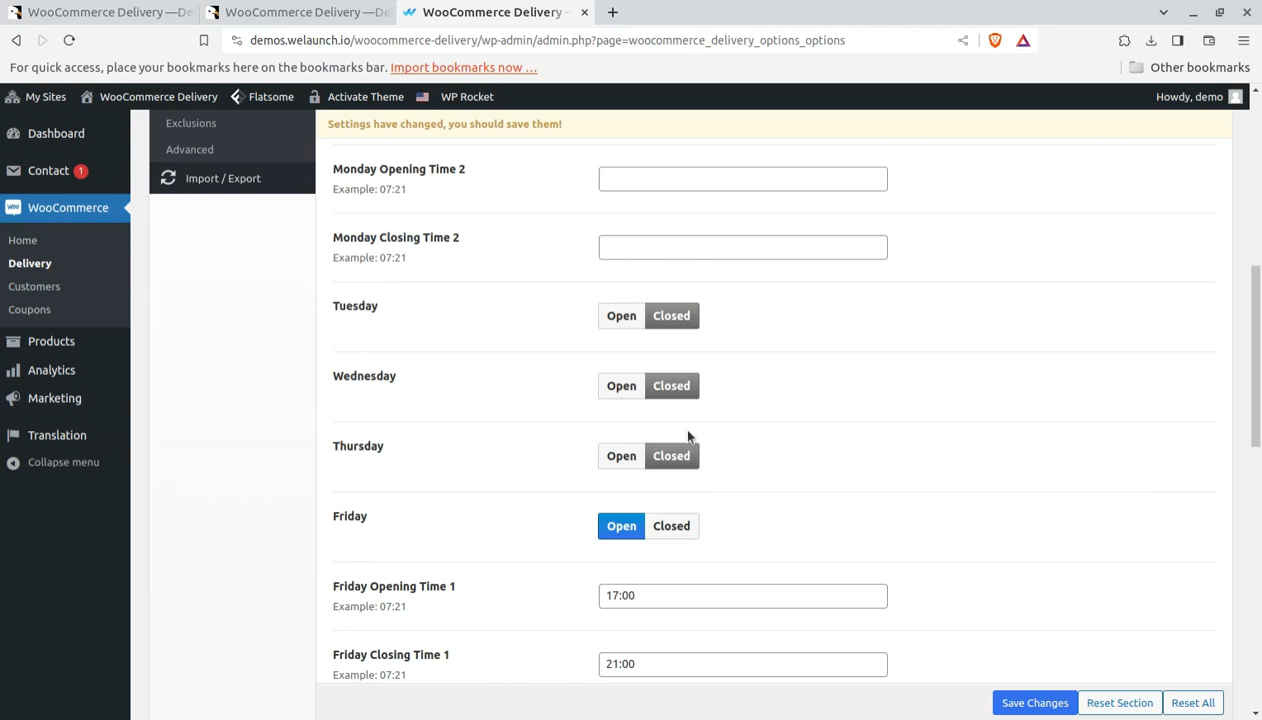 WooCommerce Delivery —De
WooCommerce Delivery —De
WooCommerce Delivery
demos.welaunch.io/woocommerce-delivery/wp-admin/admin.php?page=woocommerce_delivery_options_options
For quick access, place your bookmarks here on the bookmarks bar. Import bookmarks now …
Other bookmarks
My Sites
WooCommerce Delivery
Flatsome
Activate Theme
WP Rocket
Howdy, demo
Dashboard
Contact 1
WooCommerce
Home
Delivery
Customers
Coupons
Products
Analytics
Marketing
Translation
Collapse menu
Exclusions
Advanced
Import / Export
Settings have changed, you should save them!
Monday Opening Time 2
Example: 07:21
Monday Closing Time 2
Example: 07:21
Tuesday
Open Closed
Wednesday
Open Closed
Thursday
Open Closed
Friday
Open Closed
Friday Opening Time 1
Example: 07:21
17:00
Friday Closing Time 1
Example: 07:21
21:00
Save Changes
Reset Section
Reset All